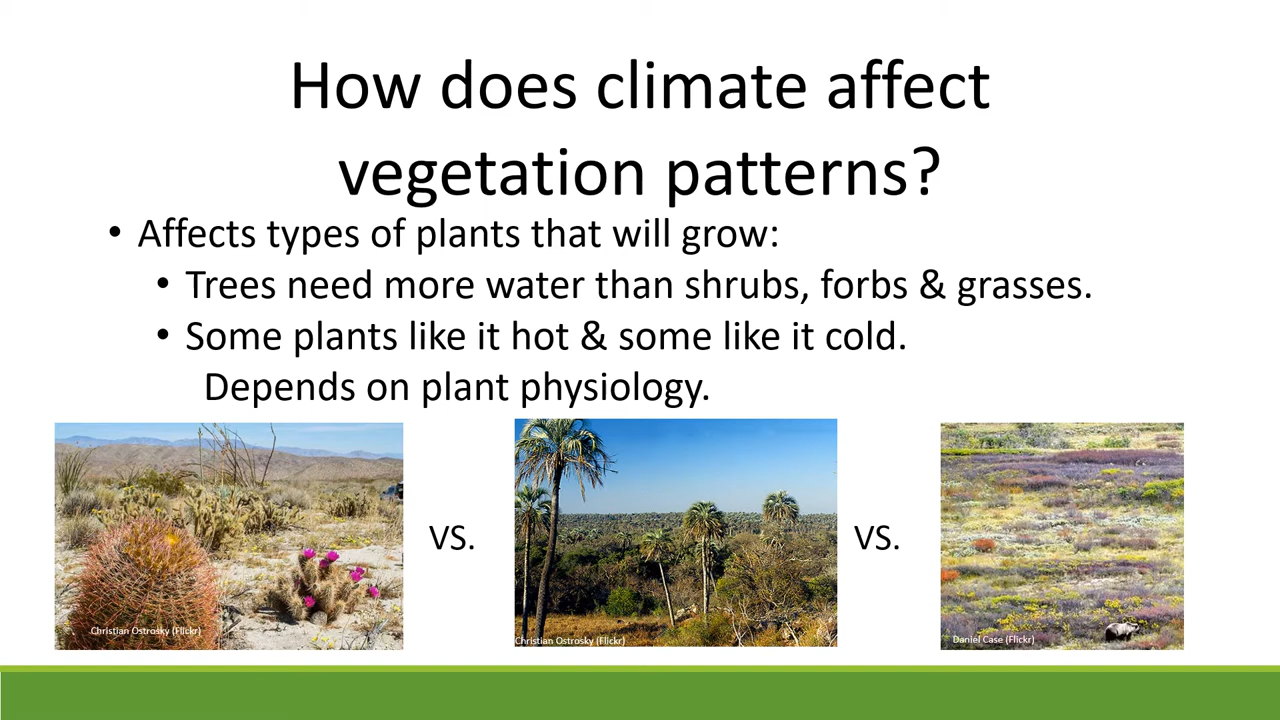 How does climate affect
vegetation patterns?
• Affects types of plants that will grow:
• Trees need more water than shrubs, forbs & grasses.
• Some plants like it hot & some like it cold.
Depends on plant physiology.
VS.
VS.
Christian Ostrosky (Flickr)
Christian Ostrosky (Flickr)
Daniel Case (Flickr)